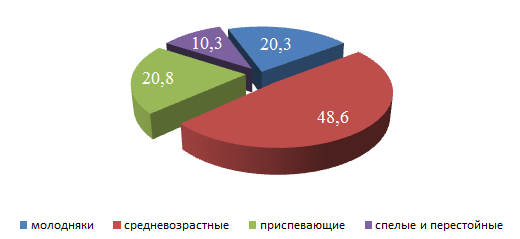 10,3
20,3
20,8
48,6
молодняки средневозрастные приспевающие спелые и перестойные